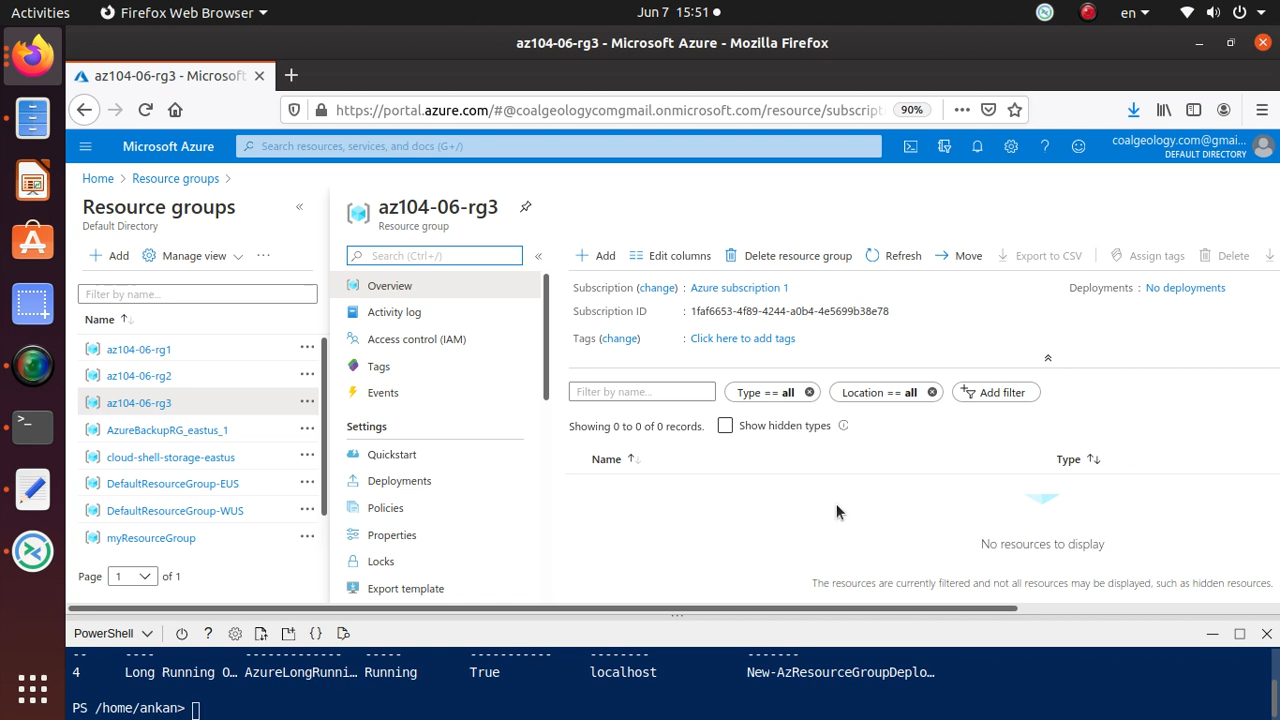 Activities
Firefox Web Browser
Jun 7 15:51
en
az104-06-rg3 - Microsoft Azure - Mozilla Firefox
az104-06-rg3 - Microsoft
https://portal.azure.com/#@coalgeologycomgmail.onmicrosoft.com/resource/subscript
90%
Microsoft Azure
Search resources, services, and docs (G+/)
coalgeology.com@gmai...
DEFAULT DIRECTORY
Home > Resource groups >
Resource groups
Default Directory
Add
Manage view
Filter by name...
Name
az104-06-rg1
az104-06-rg2
az104-06-rg3
AzureBackupRG_eastus_1
cloud-shell-storage-eastus
DefaultResourceGroup-EUS
DefaultResourceGroup-WUS
myResourceGroup
Page 1 of 1
az104-06-rg3
Resource group
Search (Ctrl+/)
Overview
Activity log
Access control (IAM)
Tags
Events
Settings
Quickstart
Deployments
Policies
Properties
Locks
Export template
Add
Edit columns
Delete resource group
Refresh
Move
Export to CSV
Assign tags
Delete
Subscription (change) : Azure subscription 1
Deployments : No deployments
Subscription ID : 1faf6653-4f89-4244-a0b4-4e5699b38e78
Tags (change) : Click here to add tags
Filter by name...
Type == all
Location == all
Add filter
Showing 0 to 0 of 0 records.
Show hidden types
Name
Type
No resources to display
The resources are currently filtered and not all resources may be displayed, such as hidden resources.
PowerShell
-- ---- ------------- ----- ----------- -------- -------
4 Long Running O… AzureLongRunni… Running True localhost New-AzResourceGroupDeplo…
PS /home/ankan>